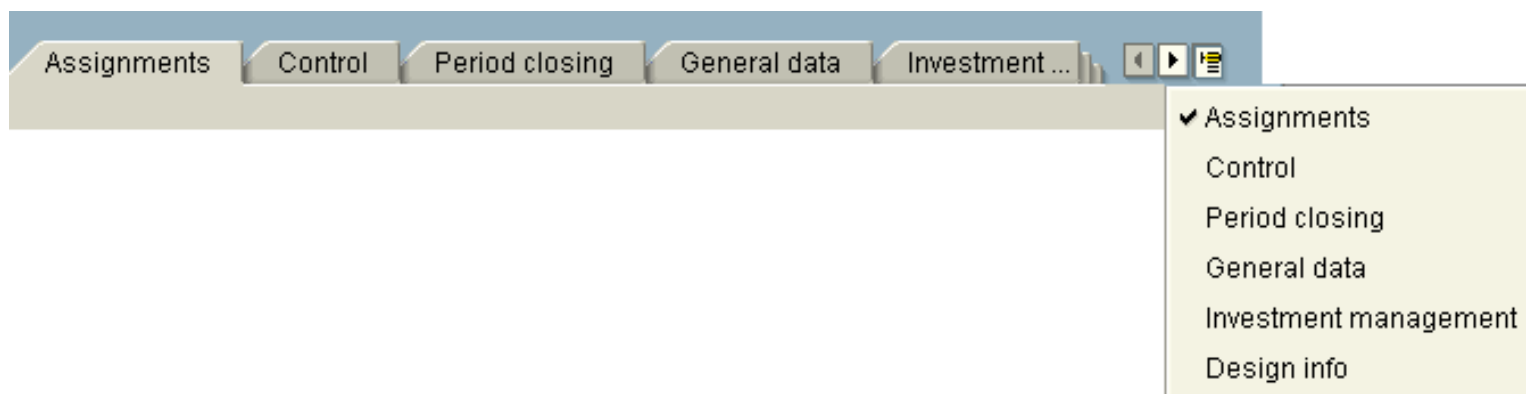 Assignments Control Period closing General data Investment ...
Assignments
Control
Period closing
General data
Investment management
Design info